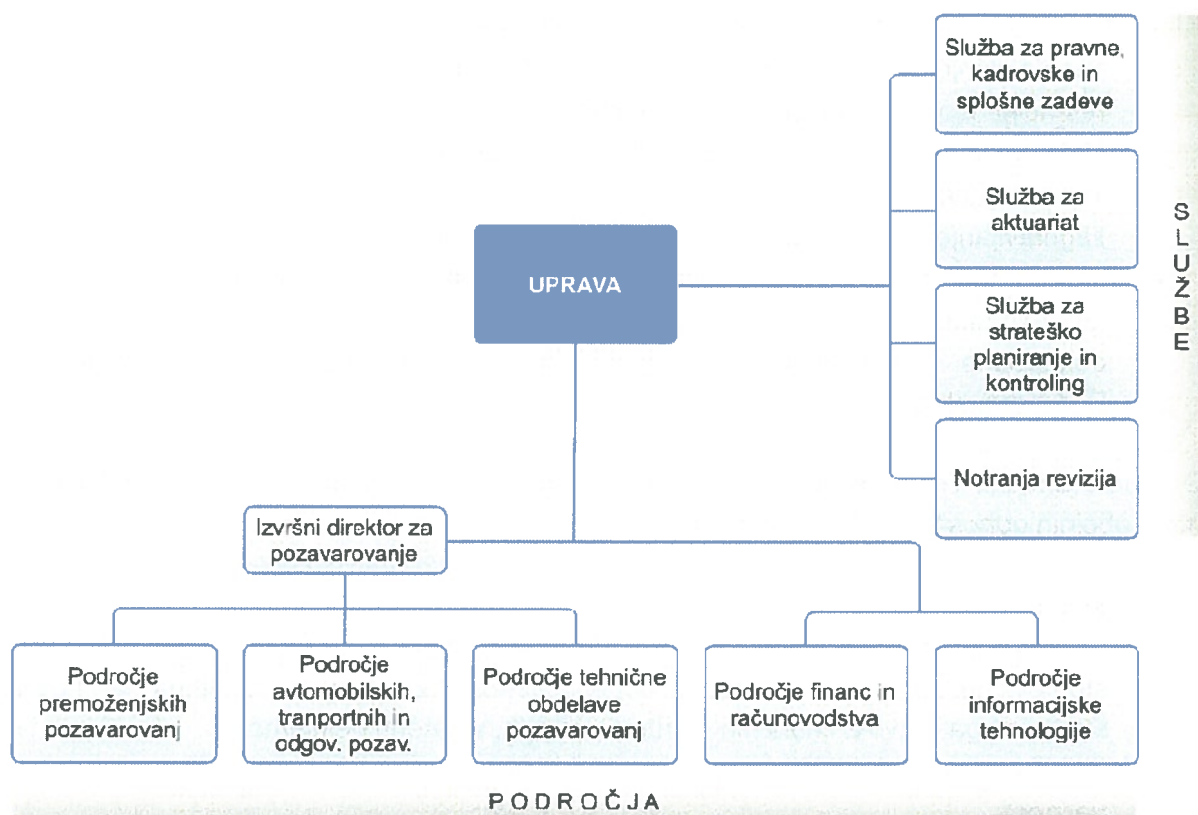 Služba za pravne,
kadrovske in
splošne zadeve
Služba za
aktuariat
UPRAVA
Služba za
strateško
planiranje in
kontroling
Notranja revizija
SLUŽBE
Izvršni direktor za
pozavarovanje
Področje
premoženjskih
pozavarovanj
Področje
avtomobilskih,
tranportnih in
odgov. pozav.
Področje tehnične
obdelave
pozavarovanj
Področje financ in
računovodstva
Področje
informacijske
tehnologije
PODROČJA